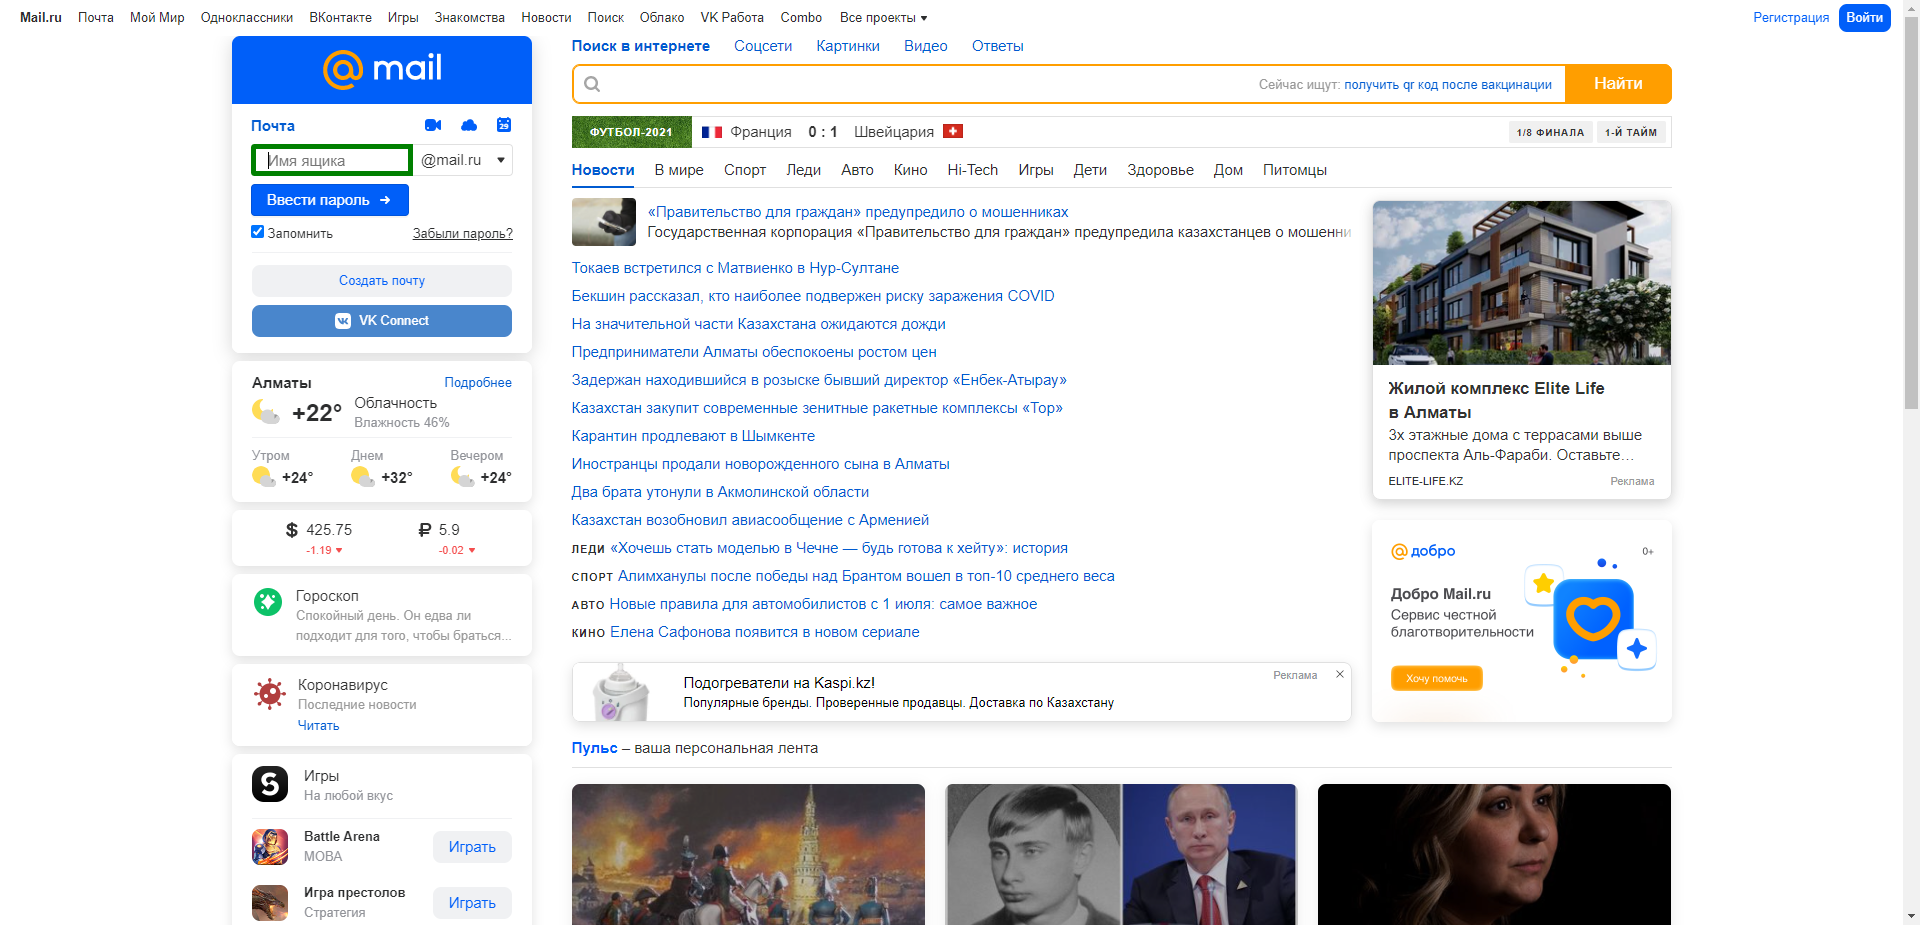 Mail.ru Почта Мой Мир Одноклассники ВКонтакте Игры Знакомства Новости Поиск Облако VK Работа Combo Все проекты Регистрация Войти
@mail
Почта
29
Имя ящика @mail.ru
Ввести пароль
Запомнить Забыли пароль?
Создать почту
VK Connect
Алматы Подробнее
+22° Облачность
Влажность 46%
Утром Днем Вечером
+24° +32° +24°
$ 425.75 ₽ 5.9
-1.19 -0.02
Гороскоп
Спокойный день. Он едва ли
подходит для того, чтобы браться...
Коронавирус
Последние новости
Читать
Игры
На любой вкус
Battle Arena
MOBA
Играть
Игра престолов
Стратегия
Играть
Поиск в интернете Соцсети Картинки Видео Ответы
Сейчас ищут: получить qr код после вакцинации Найти
ФУТБОЛ-2021 Франция 0 : 1 Швейцария 1/8 ФИНАЛА 1-Й ТАЙМ
Новости В мире Спорт Леди Авто Кино Hi-Tech Игры Дети Здоровье Дом Питомцы
«Правительство для граждан» предупредило о мошенниках
Государственная корпорация «Правительство для граждан» предупредила казахстанцев о мошенни
Токаев встретился с Матвиенко в Нур-Султане
Бекшин рассказал, кто наиболее подвержен риску заражения COVID
На значительной части Казахстана ожидаются дожди
Предприниматели Алматы обеспокоены ростом цен
Задержан находившийся в розыске бывший директор «Енбек-Атырау»
Казахстан закупит современные зенитные ракетные комплексы «Тор»
Карантин продлевают в Шымкенте
Иностранцы продали новорожденного сына в Алматы
Два брата утонули в Акмолинской области
Казахстан возобновил авиасообщение с Арменией
ЛЕДИ «Хочешь стать моделью в Чечне — будь готова к хейту»: история
СПОРТ Алимханулы после победы над Брантом вошел в топ-10 среднего веса
АВТО Новые правила для автомобилистов с 1 июля: самое важное
КИНО Елена Сафонова появится в новом сериале
Подогреватели на Kaspi.kz!
Популярные бренды. Проверенные продавцы. Доставка по Казахстану
Реклама
Пульс – ваша персональная лента
Жилой комплекс Elite Life
в Алматы
3х этажные дома с террасами выше
проспекта Аль-Фараби. Оставьте...
ELITE-LIFE.KZ Реклама
@добро 0+
Добро Mail.ru
Сервис честной
благотворительности
Хочу помочь